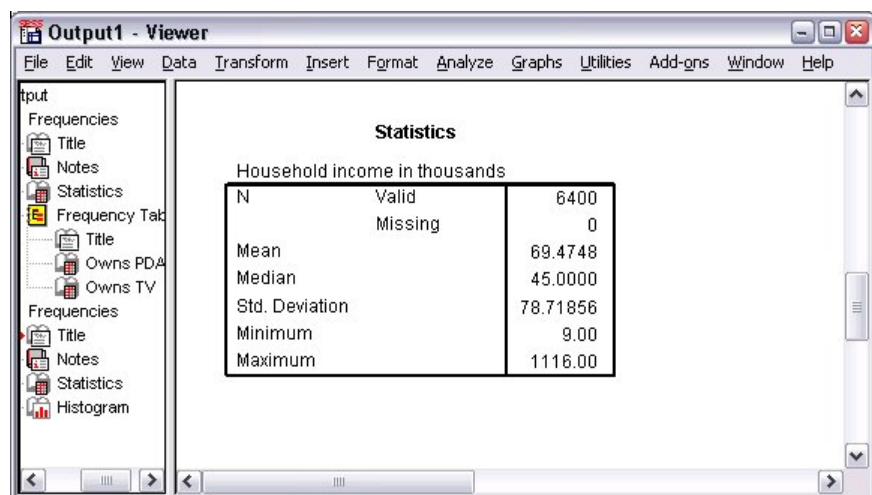 SPSS
Output1 - Viewer
File Edit View Data Transform Insert Format Analyze Graphs Utilities Add-ons Window Help
tput
Frequencies
Title
Notes
Statistics
Frequency Tab
Title
Owns PDA
Owns TV
Frequencies
Title
Notes
Statistics
Histogram
Statistics
Household income in thousands
N Valid 6400
Missing 0
Mean 69.4748
Median 45.0000
Std. Deviation 78.71856
Minimum 9.00
Maximum 1116.00